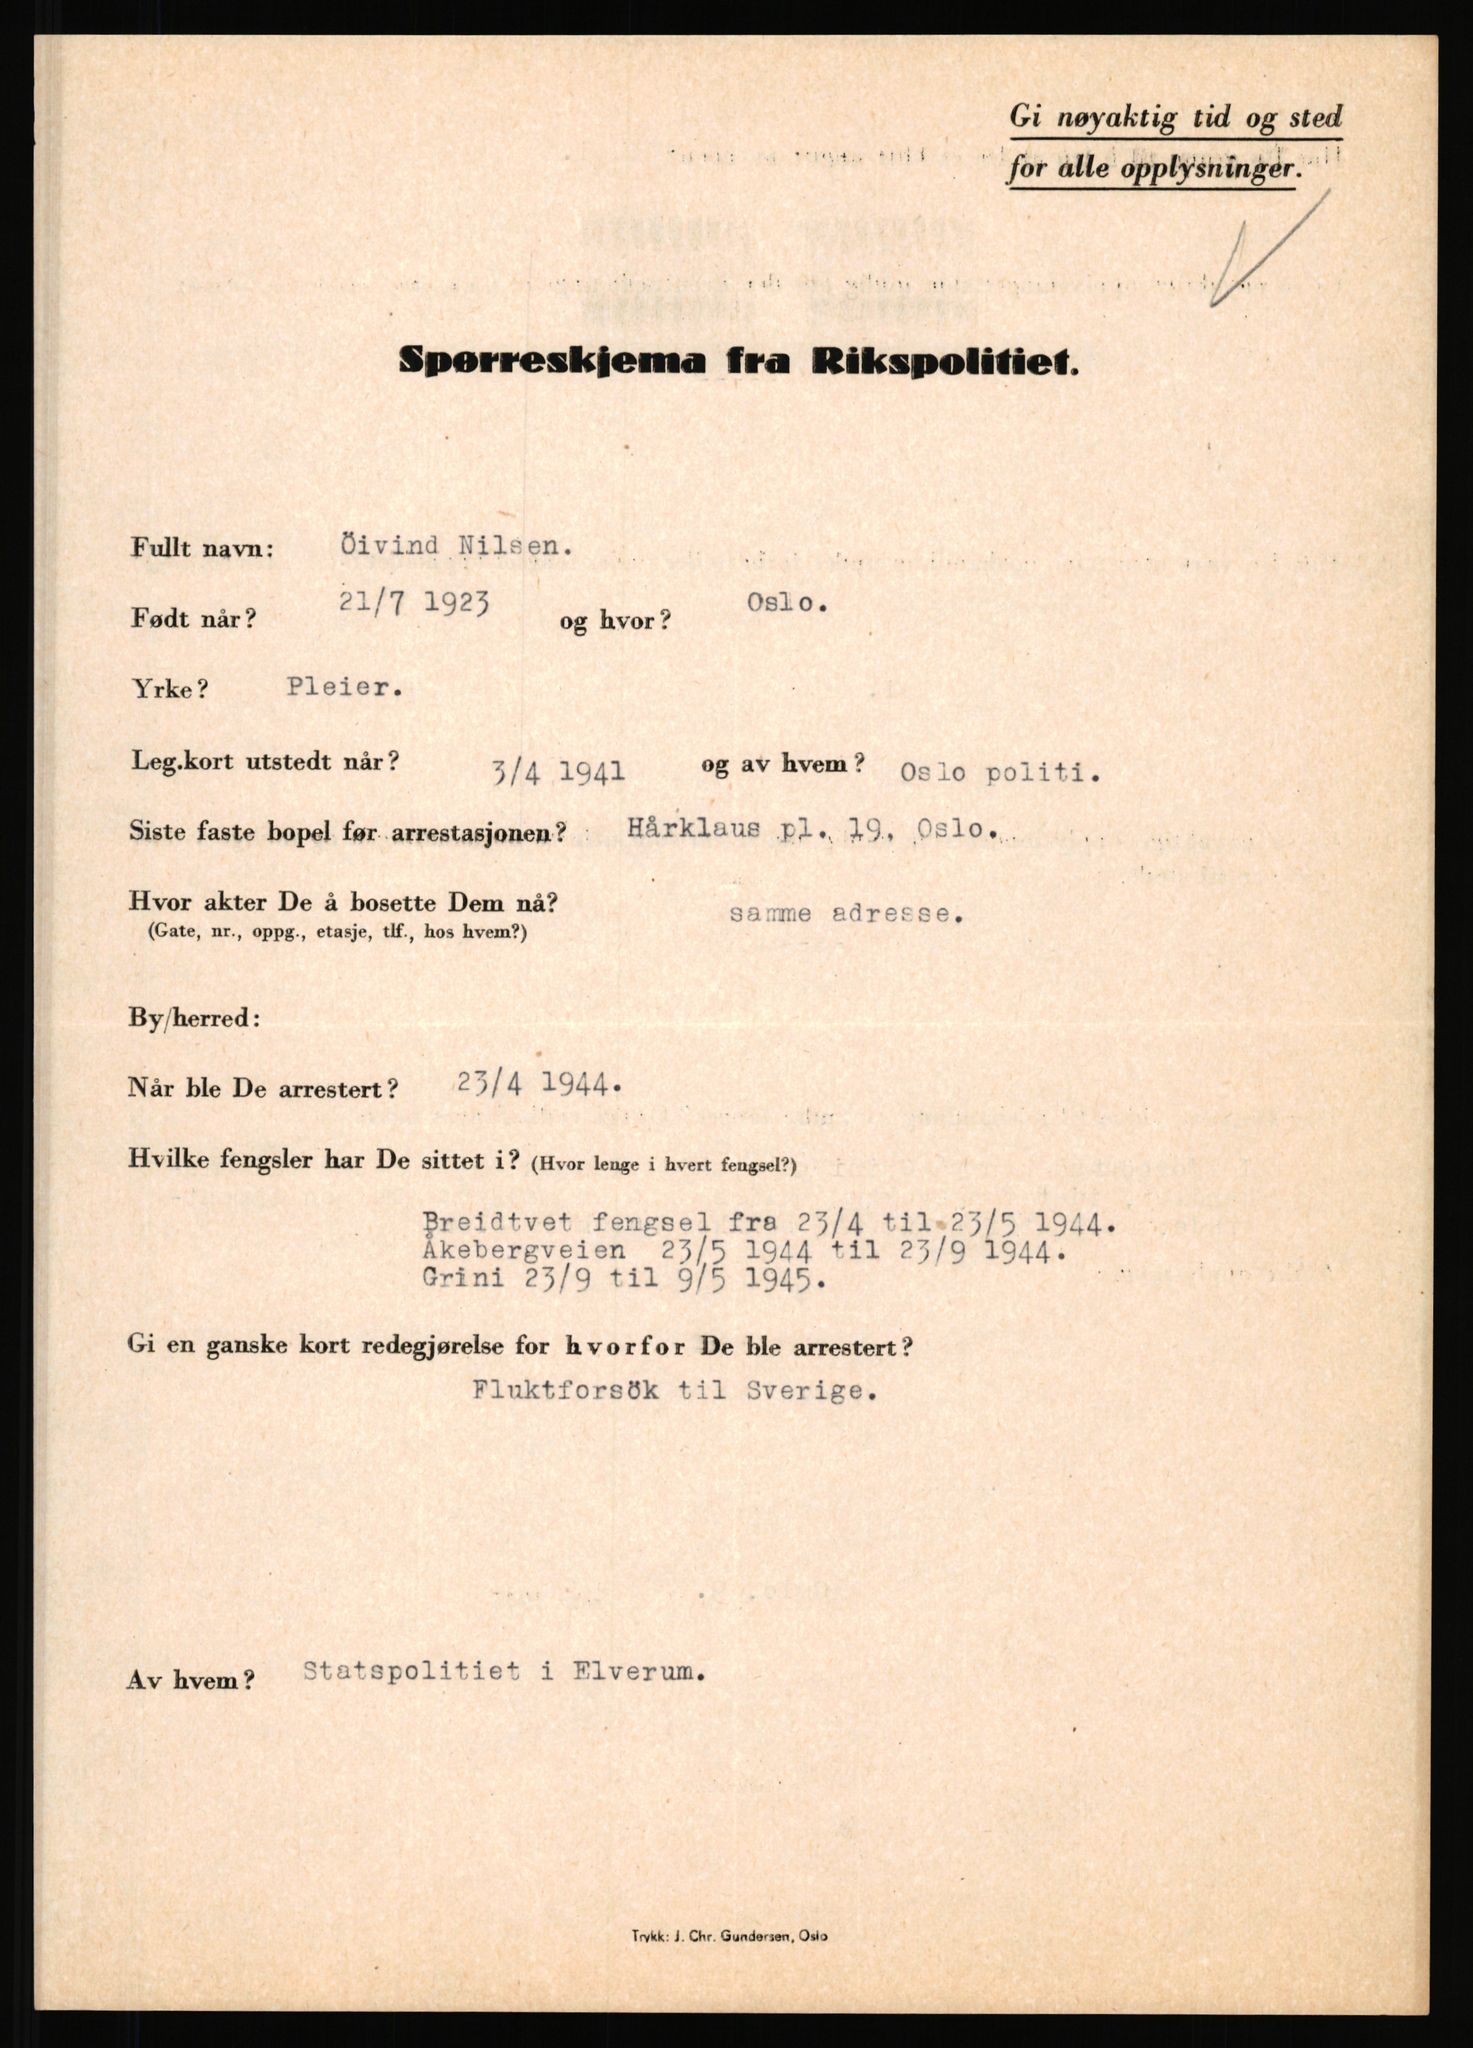 Gi nøyaktig tid og sted
for alle opplysninger.
Spørreskjema fra Rikspolitiet.
Fullt navn: Öivind Nilsen.
Født når? 21/7 1923 og hvor? Oslo.
Yrke? Pleier.
Leg.kort utstedt når? 3/4 1941 og av hvem? Oslo politi.
Siste faste bopel før arrestasjonen? Hårklaus pl. 19, Oslo.
Hvor akter De å bosette Dem nå? samme adresse.
(Gate, nr., oppg., etasje, tlf., hos hvem?)
By/herred:
Når ble De arrestert? 23/4 1944.
Hvilke fengsler har De sittet i? (Hvor lenge i hvert fengsel?)
Breidtvet fengsel fra 23/4 til 23/5 1944.
Åkebergveien 23/5 1944 til 23/9 1944.
Grini 23/9 til 9/5 1945.
Gi en ganske kort redegjørelse for hvorfor De ble arrestert?
Fluktforsök til Sverige.
Av hvem? Statspolitiet i Elverum.
Trykk: J. Chr. Gundersen, Oslo